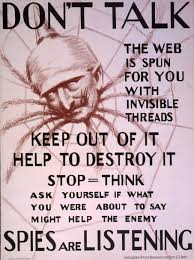 DON'T TALK
THE WEB
IS SPUN
FOR YOU
WITH
INVISIBLE
THREADS
KEEP OUT OF IT
HELP TO DESTROY IT
STOP = THINK
ASK YOURSELF IF WHAT
YOU WERE ABOUT TO SAY
MIGHT HELP THE ENEMY
SPIES ARE LISTENING